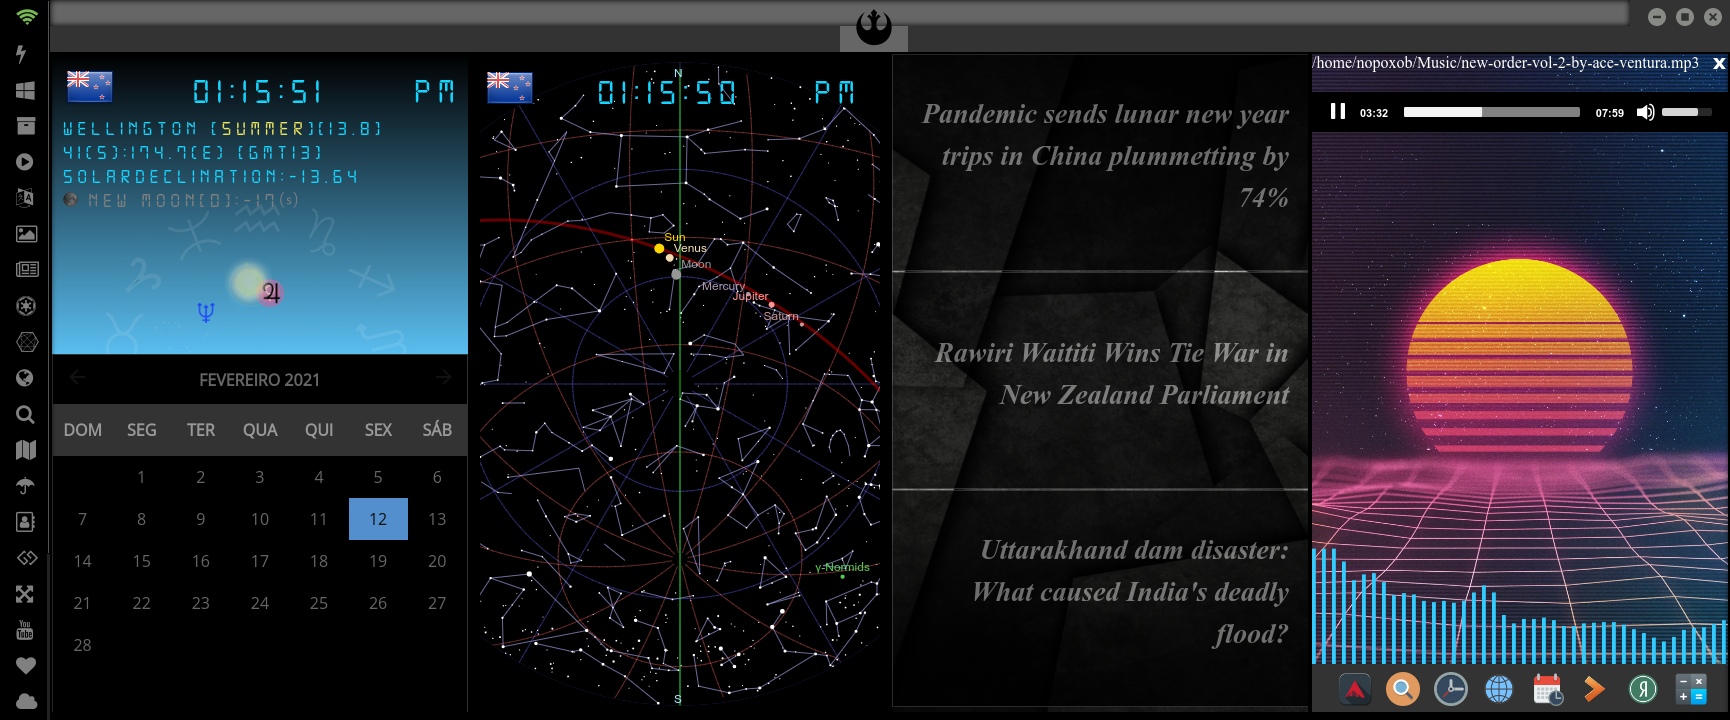 01:15:51 PM
WELLINGTON [SUMMER][13.8]
41(S):174.7(E) [GMT13]
SOLARDECLINATION:-13.64
NEW MOON[0]:-17(s)
FEVEREIRO 2021
DOM SEG TER QUA QUI SEX SÁB
1 2 3 4 5 6
7 8 9 10 11 12 13
14 15 16 17 18 19 20
21 22 23 24 25 26 27
28
N
01:15:50 PM
Sun
Venus
Moon
Mercury
Jupiter
Saturn
γ-Normids
S
Pandemic sends lunar new year
trips in China plummetting by
74%
Rawiri Waititi Wins Tie War in
New Zealand Parliament
Uttarakhand dam disaster:
What caused India's deadly
flood?
/home/nopoxob/Music/new-order-vol-2-by-ace-ventura.mp3 x
03:32 07:59
You
Tube
Я